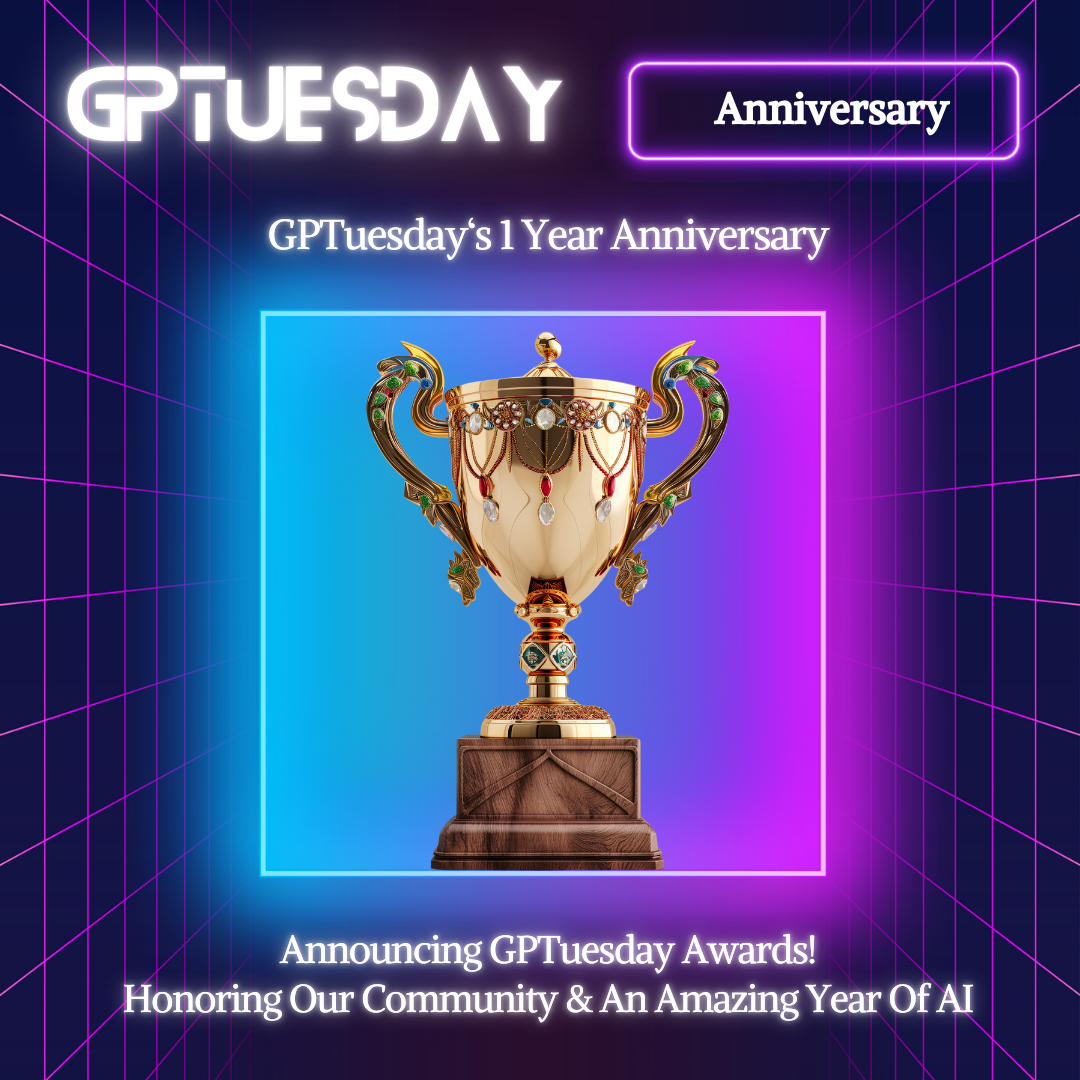 GPTUESDAY
Anniversary
GPTuesday‘s 1 Year Anniversary
Announcing GPTuesday Awards!
Honoring Our Community & An Amazing Year Of AI